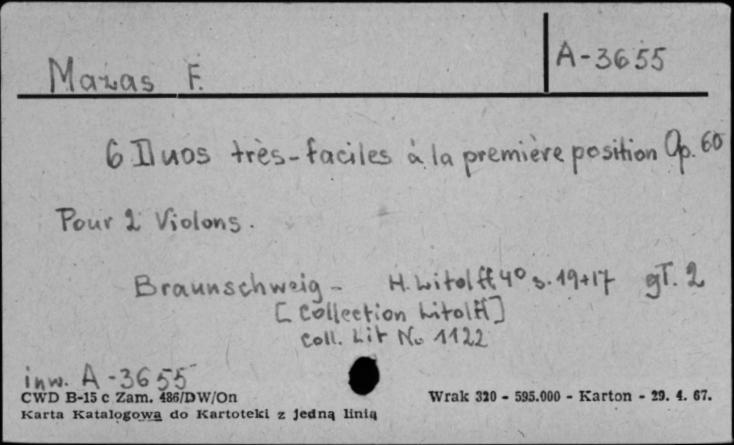 Mazas F.
A-3655
6 Duos très-faciles à la première position Op. 60
Pour 2 Violons.
Braunschweig - H. Litolff 4° s. 19+17 gT. 2
[Collection Litolff]
Coll. Lit No 1122
inw. A-3655
CWD B-15 c Zam. 486/DW/On
Wrak 320 - 595.000 - Karton - 29. 4. 67.
Karta Katalogowa do Kartoteki z jedną linią